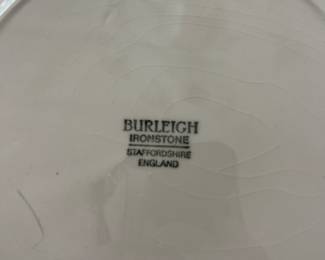 BURLEIGH
IRONSTONE
STAFFORDSHIRE
ENGLAND